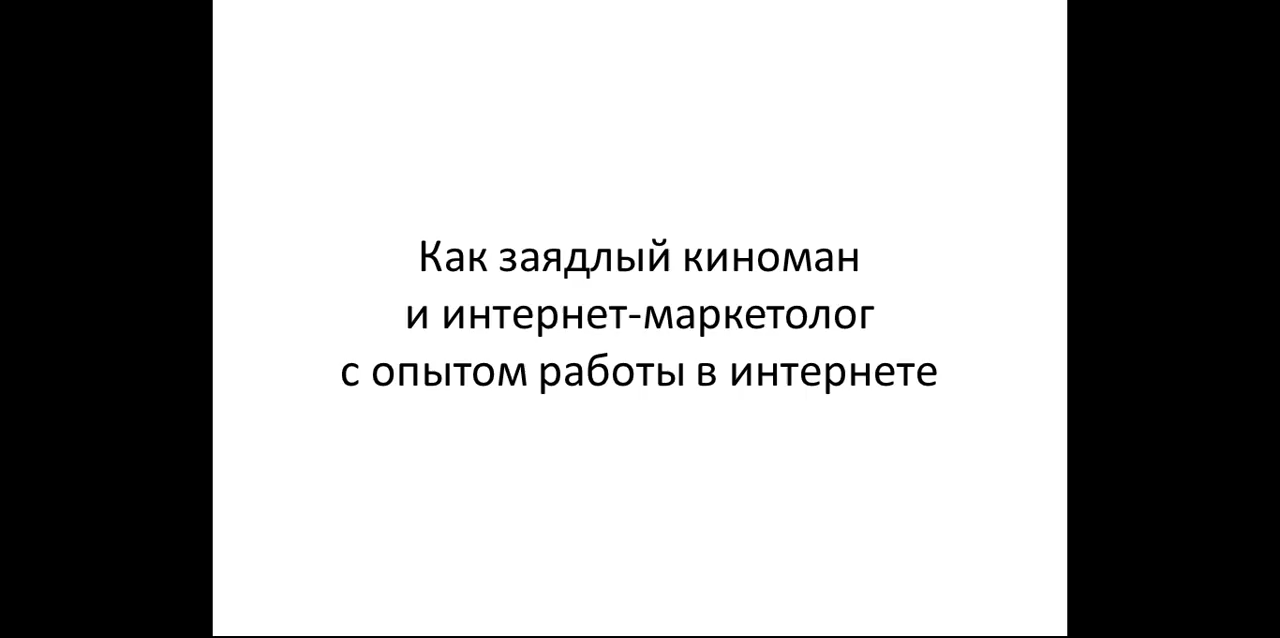 Как заядлый киноман
и интернет-маркетолог
с опытом работы в интернете